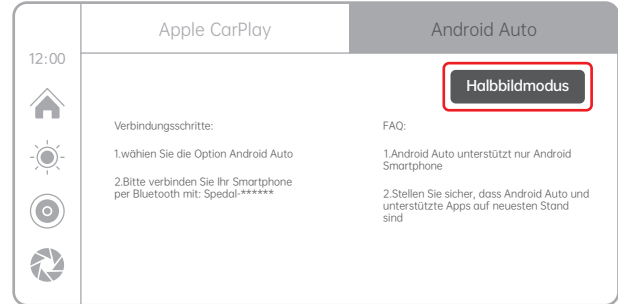 Apple CarPlay
Android Auto
12:00
Halbbildmodus
Verbindungsschritte:
1.wählen Sie die Option Android Auto
2.Bitte verbinden Sie Ihr Smartphone
per Bluetooth mit: Spedal-******
FAQ:
1.Android Auto unterstützt nur Android
Smartphone
2.Stellen Sie sicher, dass Android Auto und
unterstützte Apps auf neuesten Stand
sind